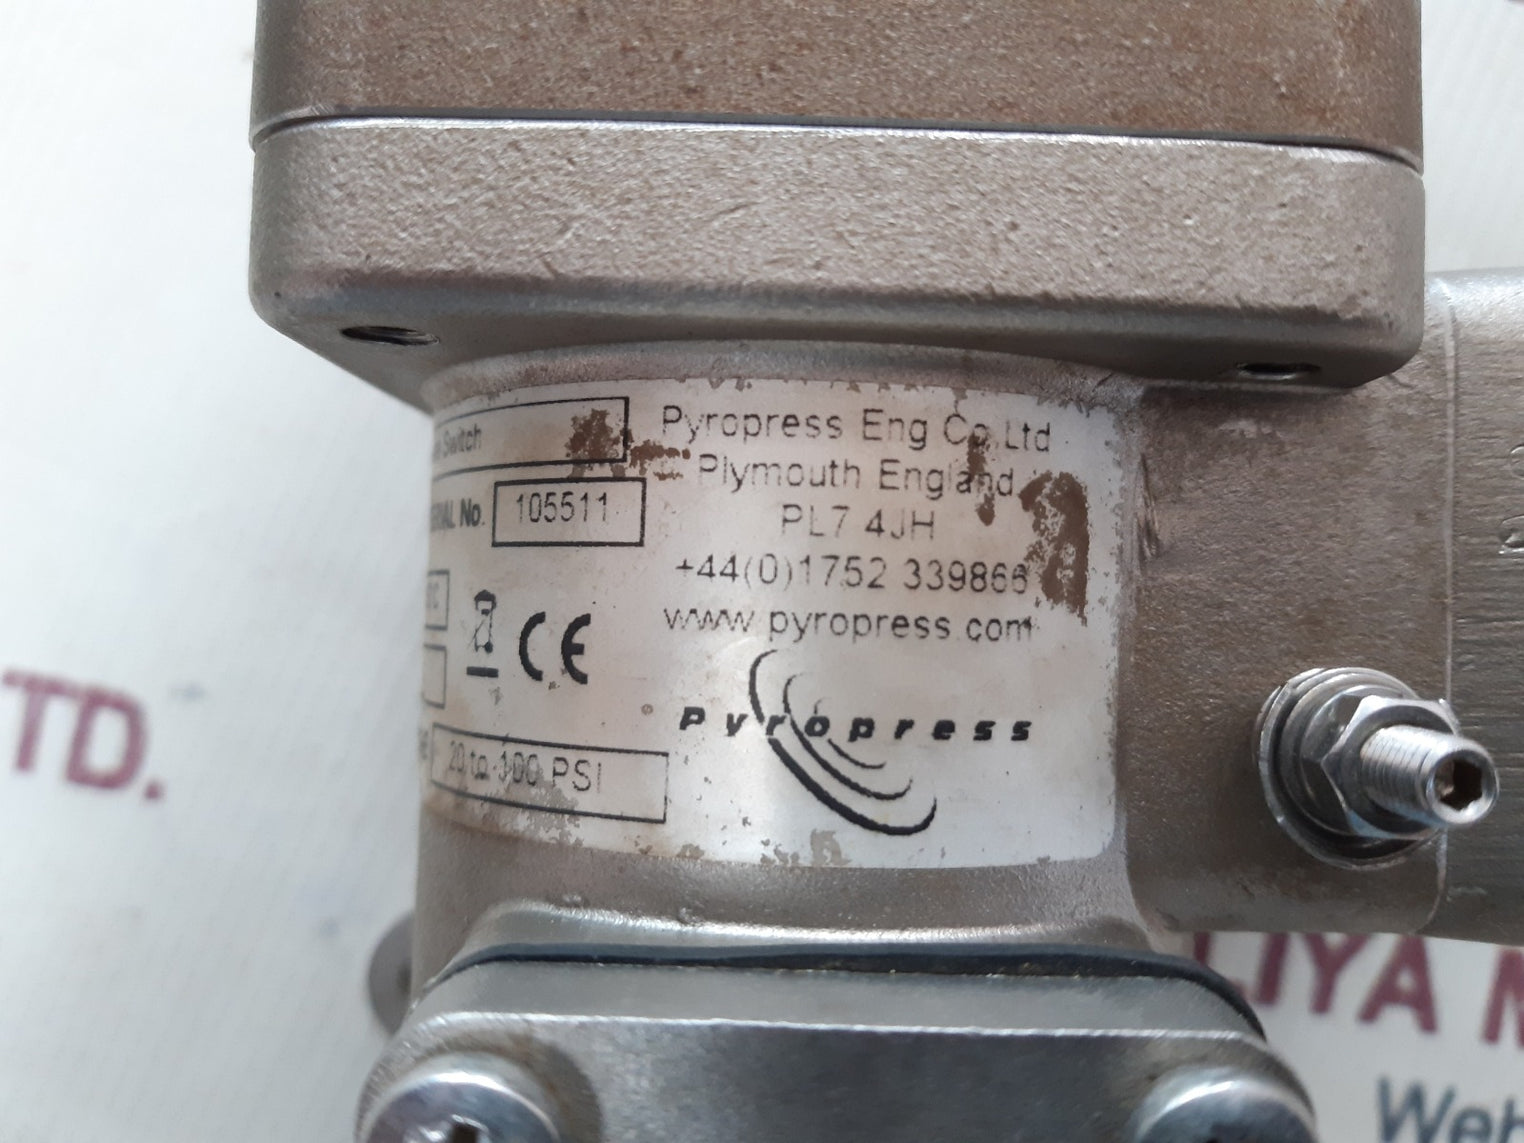 Switch
Pyropress Eng Co Ltd
Plymouth England
PL7 4JH
+44(0)1752 339866
www.pyropress.com
No. 105511
CE
pyropress
20 to 100 PSI
TD.
LIYA M
Web